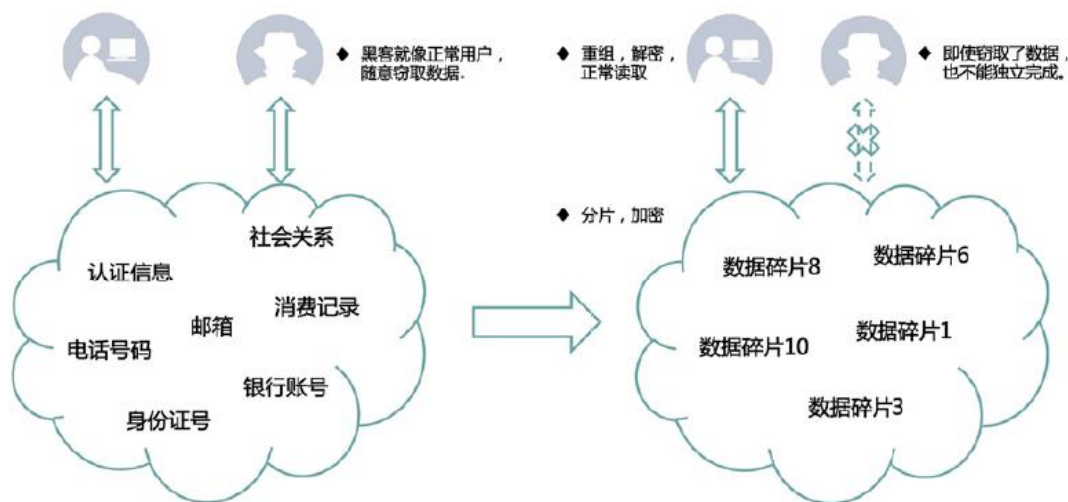 黑客就像正常用户，
随意窃取数据.
重组，解密，
正常读取
即使窃取了数据，
也不能独立完成。
分片，加密
社会关系
认证信息
消费记录
邮箱
电话号码
银行账号
身份证号
数据碎片6
数据碎片8
数据碎片1
数据碎片10
数据碎片3